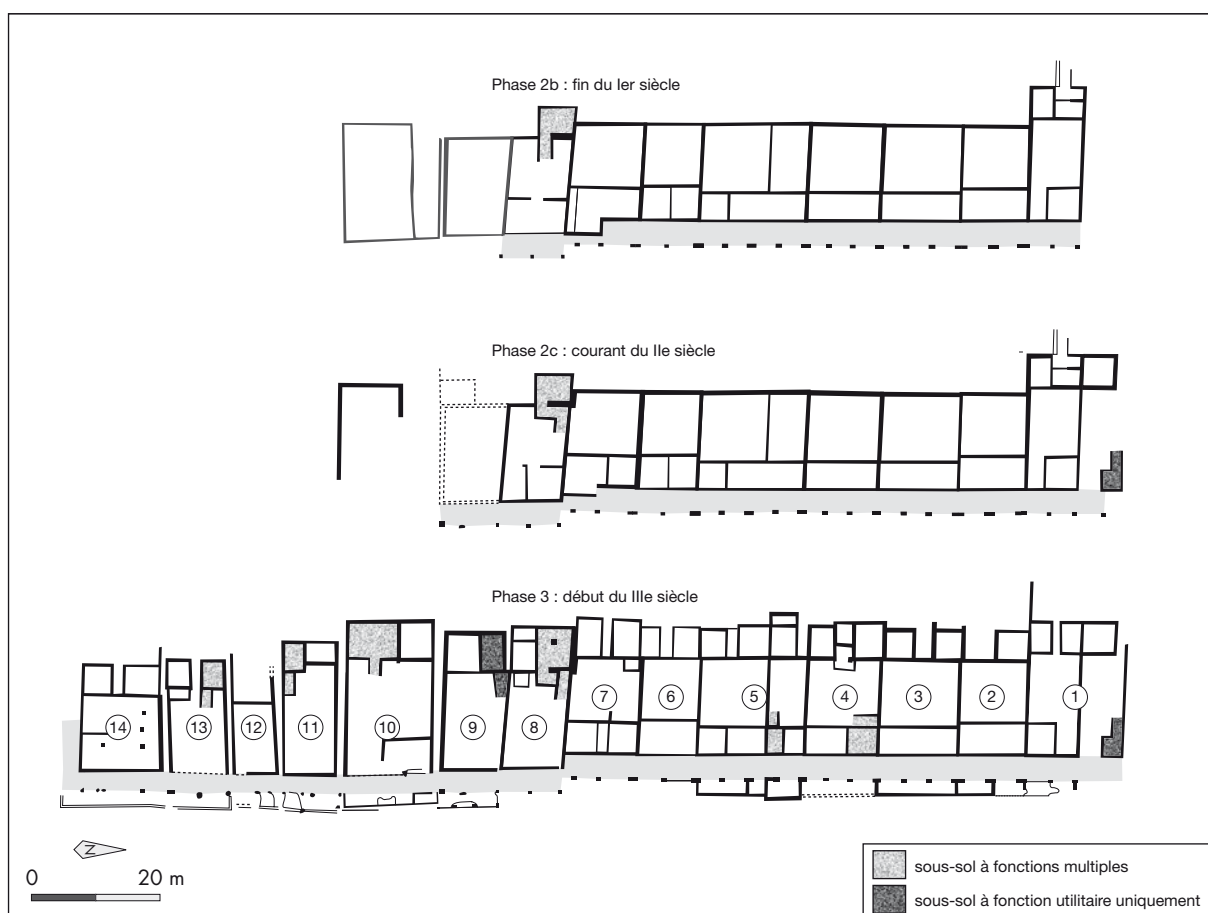 Phase 2b : fin du Ier siècle
Phase 2c : courant du IIe siècle
Phase 3 : début du IIIe siècle
14 13 12 11 10 9 8 7 6 5 4 3 2 1
N
0 20 m
sous-sol à fonctions multiples
sous-sol à fonction utilitaire uniquement